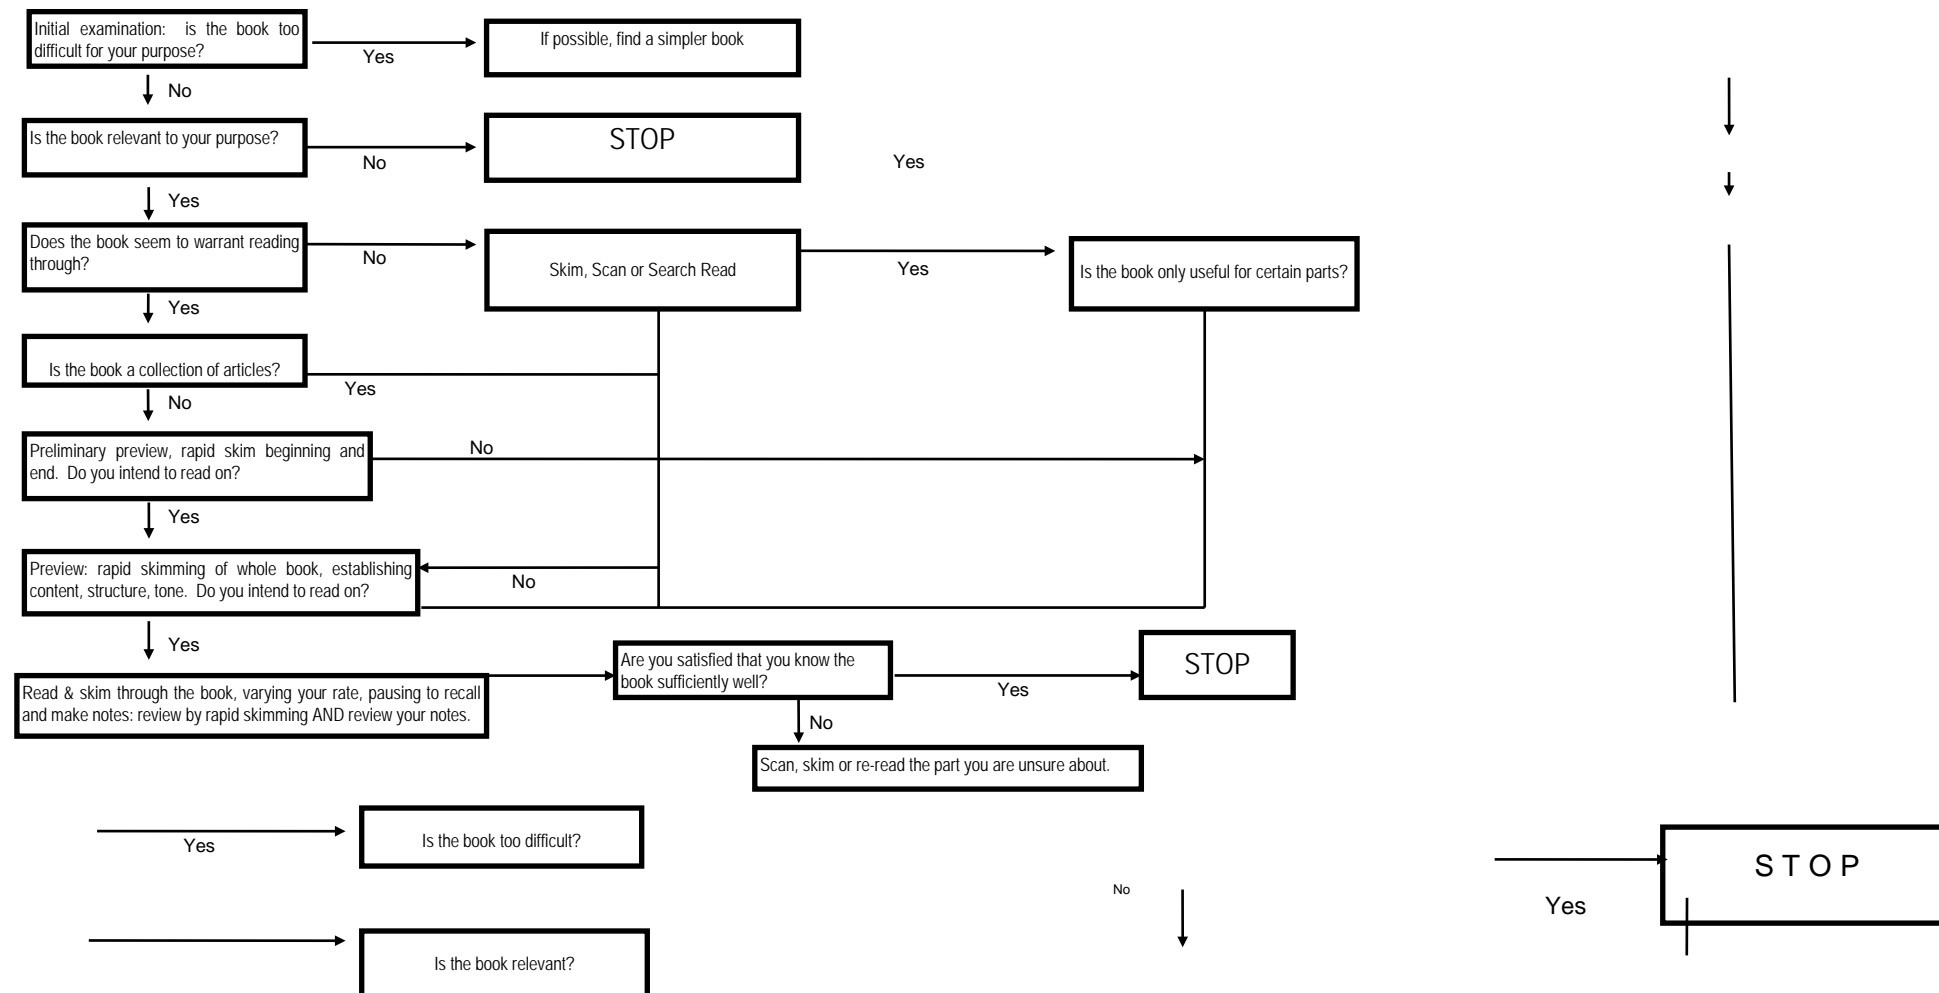 Initial examination: is the book too
difficult for your purpose?
Yes
If possible, find a simpler book
No
Is the book relevant to your purpose?
No
STOP
Yes
Yes
Does the book seem to warrant reading
through?
No
Skim, Scan or Search Read
Yes
Is the book only useful for certain parts?
Yes
Is the book a collection of articles?
Yes
No
Preliminary preview, rapid skim beginning and
end. Do you intend to read on?
No
Yes
Preview: rapid skimming of whole book, establishing
content, structure, tone. Do you intend to read on?
No
Yes
Read & skim through the book, varying your rate, pausing to recall
and make notes: review by rapid skimming AND review your notes.
Are you satisfied that you know the
book sufficiently well?
Yes
STOP
No
Scan, skim or re-read the part you are unsure about.
Yes
Is the book too difficult?
No
Yes
STOP
Is the book relevant?